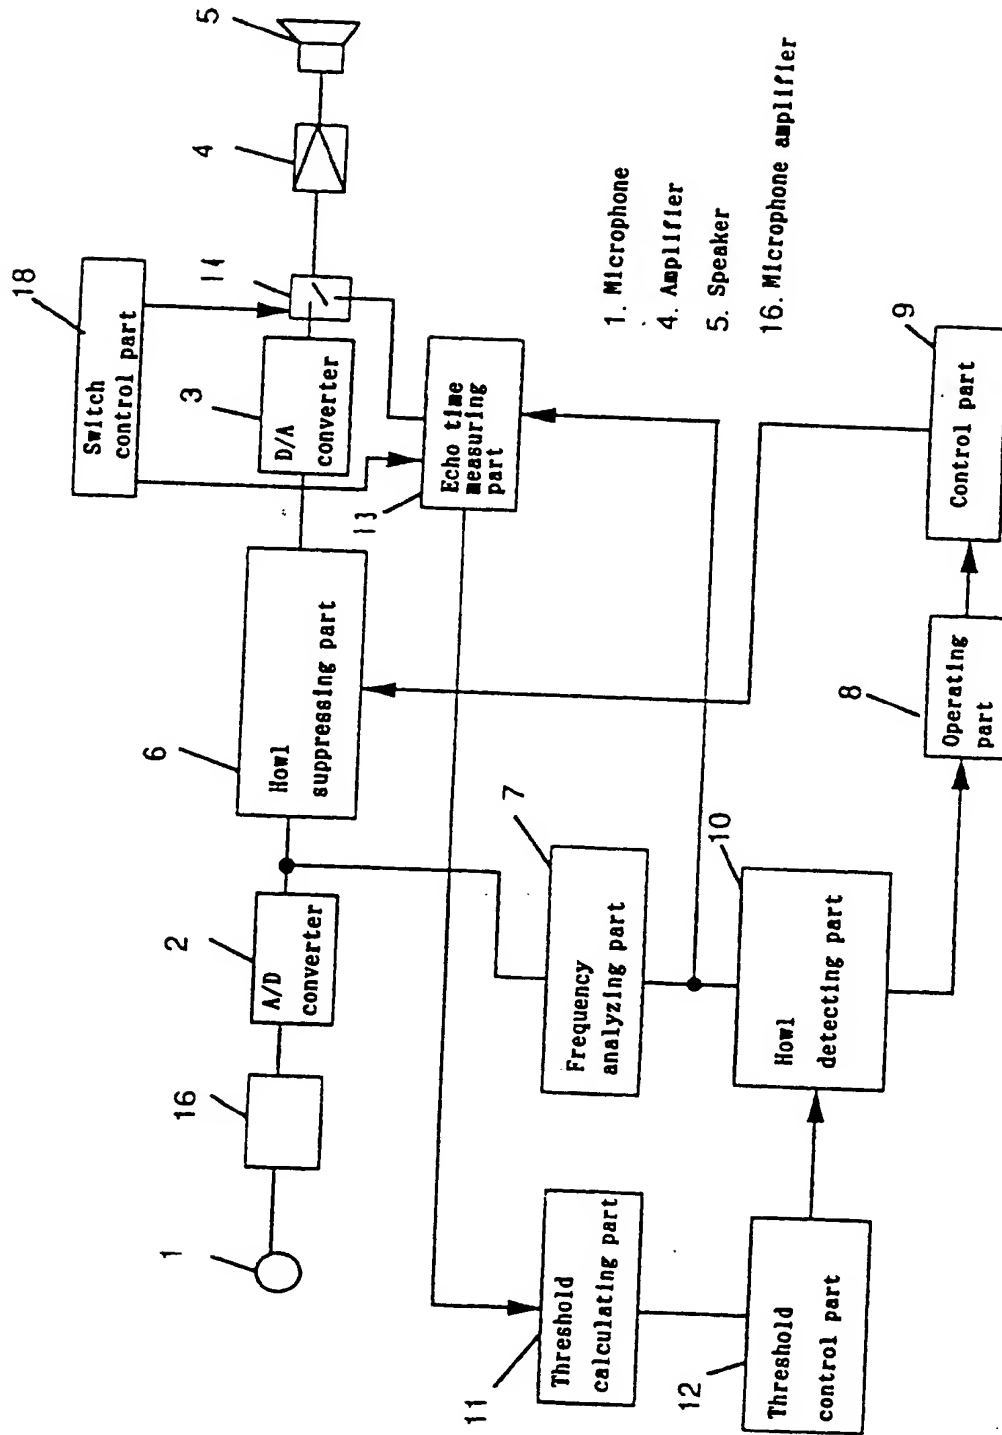 18
Switch
control part
5
4
14
3
D/A
converter
6
Howl
suppressing part
2
A/D
converter
16
1
13
Echo time
measuring
part
7
Frequency
analyzing part
11
Threshold
calculating part
10
Howl
detecting part
12
Threshold
control part
8
Operating
part
9
Control part
1. Microphone
4. Amplifier
5. Speaker
16. Microphone amplifier